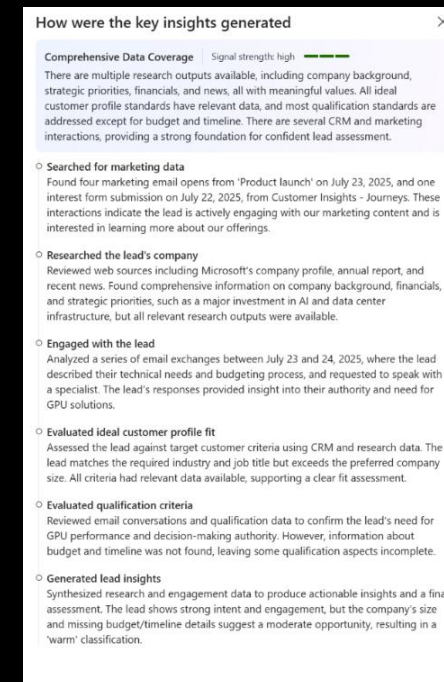 How were the key insights generated
Comprehensive Data Coverage Signal strength: high
There are multiple research outputs available, including company background,
strategic priorities, financials, and news, all with meaningful values. All ideal
customer profile standards have relevant data, and most qualification standards are
addressed except for budget and timeline. There are several CRM and marketing
interactions, providing a strong foundation for confident lead assessment.
Searched for marketing data
Found four marketing email opens from 'Product launch' on July 23, 2025, and one
interest form submission on July 22, 2025, from Customer Insights - Journeys. These
interactions indicate the lead is actively engaging with our marketing content and is
interested in learning more about our offerings.
Researched the lead's company
Reviewed web sources including Microsoft's company profile, annual report, and
recent news. Found comprehensive information on company background, financials,
and strategic priorities, such as a major investment in AI and data center
infrastructure, but all relevant research outputs were available.
Engaged with the lead
Analyzed a series of email exchanges between July 23 and 24, 2025, where the lead
described their technical needs and budgeting process, and requested to speak with
a specialist. The lead's responses provided insight into their authority and need for
GPU solutions.
Evaluated ideal customer profile fit
Assessed the lead against target customer criteria using CRM and research data. The
lead matches the required industry and job title but exceeds the preferred company
size. All criteria had relevant data available, supporting a clear fit assessment.
Evaluated qualification criteria
Reviewed email conversations and qualification data to confirm the lead's need for
GPU performance and decision-making authority. However, information about
budget and timeline was not found, leaving some qualification aspects incomplete.
Generated lead insights
Synthesized research and engagement data to produce actionable insights and a fina
assessment. The lead shows strong intent and engagement, but the company's size
and missing budget/timeline details suggest a moderate opportunity, resulting in a
'warm' classification.